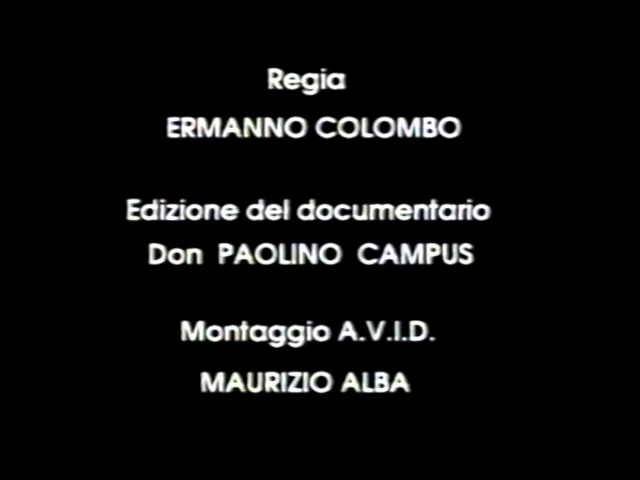 Regia
ERMANNO COLOMBO
Edizione del documentario
Don PAOLINO CAMPUS
Montaggio A.V.I.D.
MAURIZIO ALBA